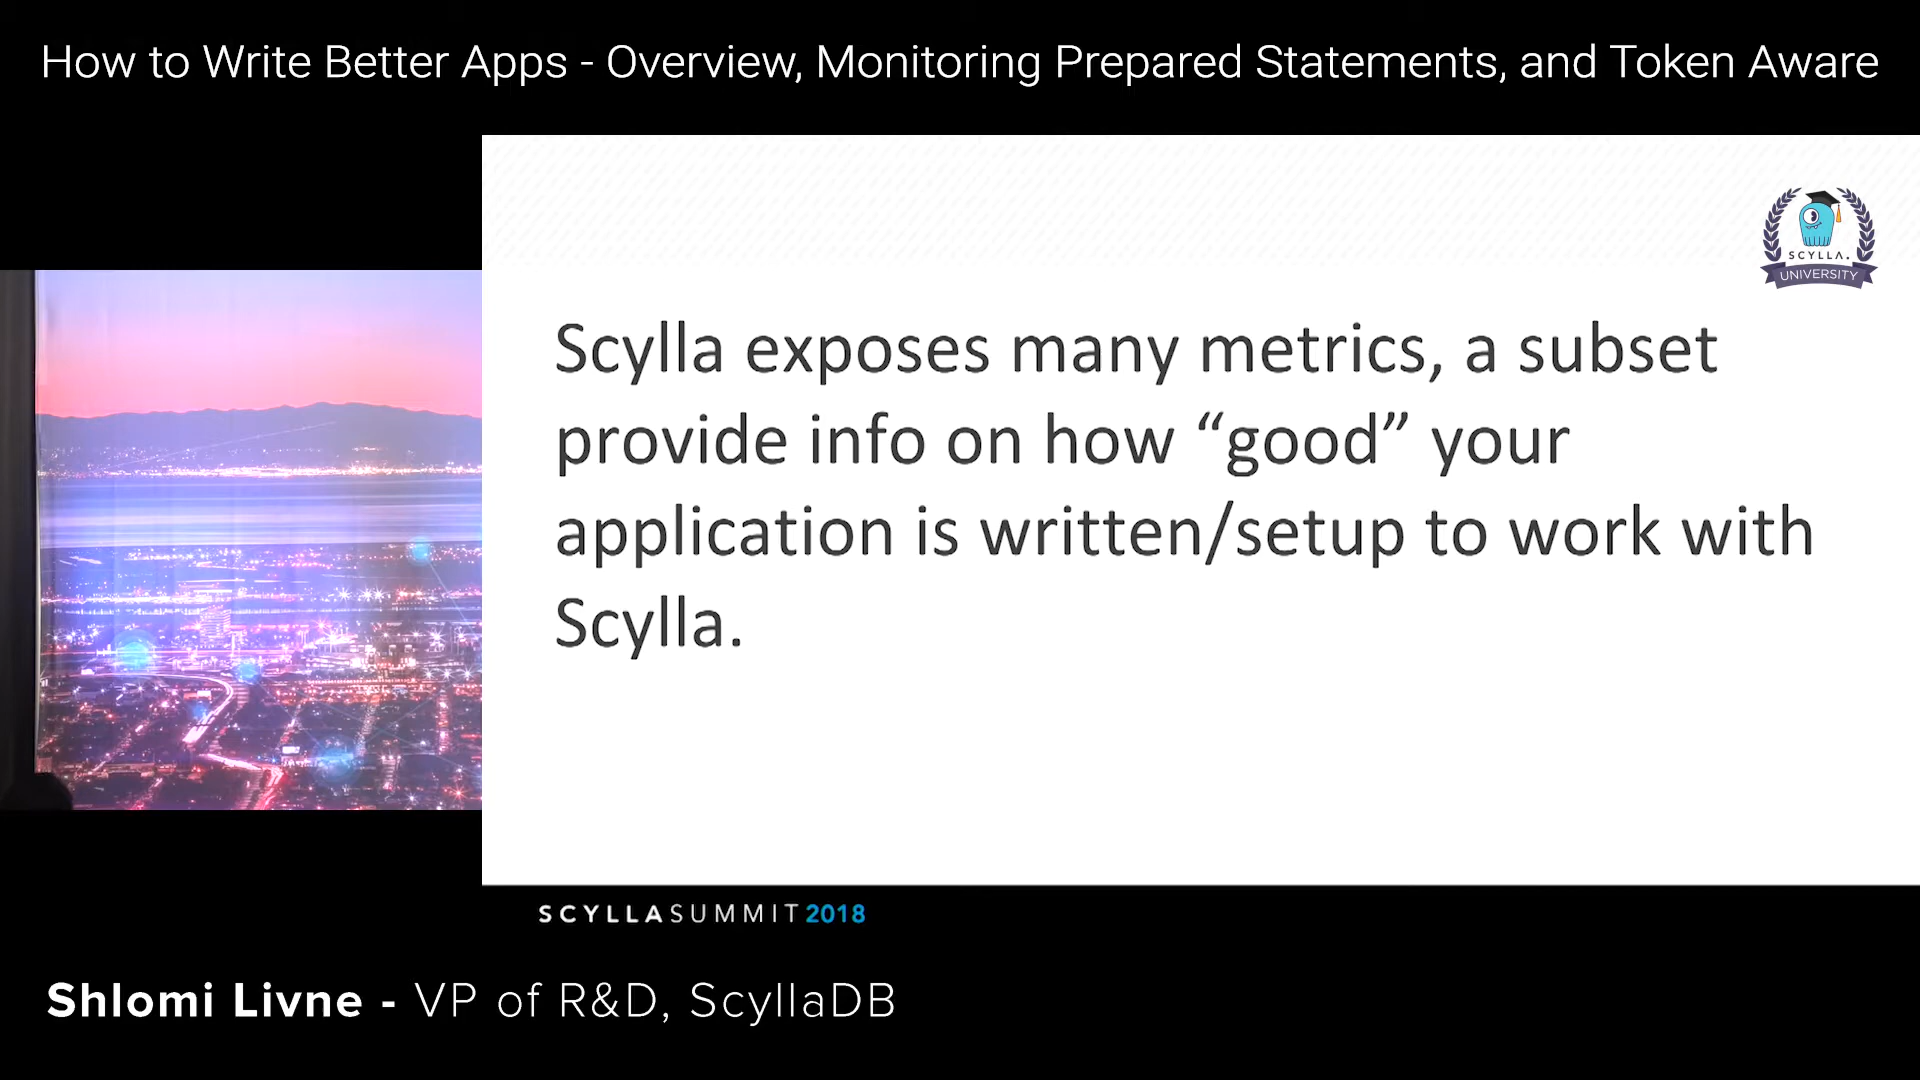 How to Write Better Apps - Overview, Monitoring Prepared Statements, and Token Aware
SCYLLA.
UNIVERSITY
Scylla exposes many metrics, a subset
provide info on how “good” your
application is written/setup to work with
Scylla.
SCYLLASUMMIT2018
Shlomi Livne - VP of R&D, ScyllaDB